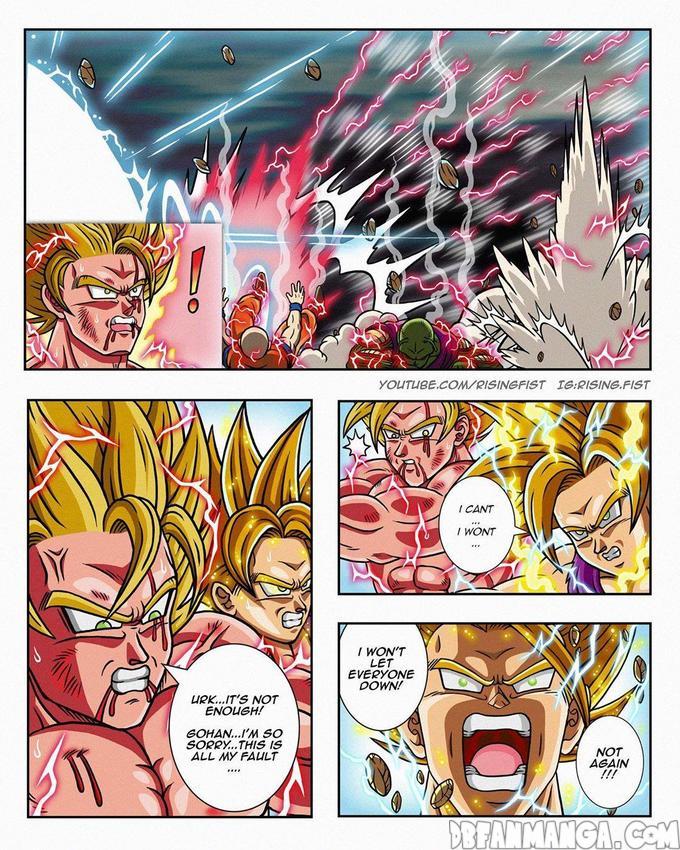 !
YOUTUBE.COM/RISINGFIST IG:RISING.FIST
URK...IT'S NOT
ENOUGH!
GOHAN...I'M SO
SORRY...THIS IS
ALL MY FAULT
....
I CANT
...
I WONT
...
I WON'T
LET
EVERYONE
DOWN!
NOT
AGAIN
!!!
DBFANMANGA.COM